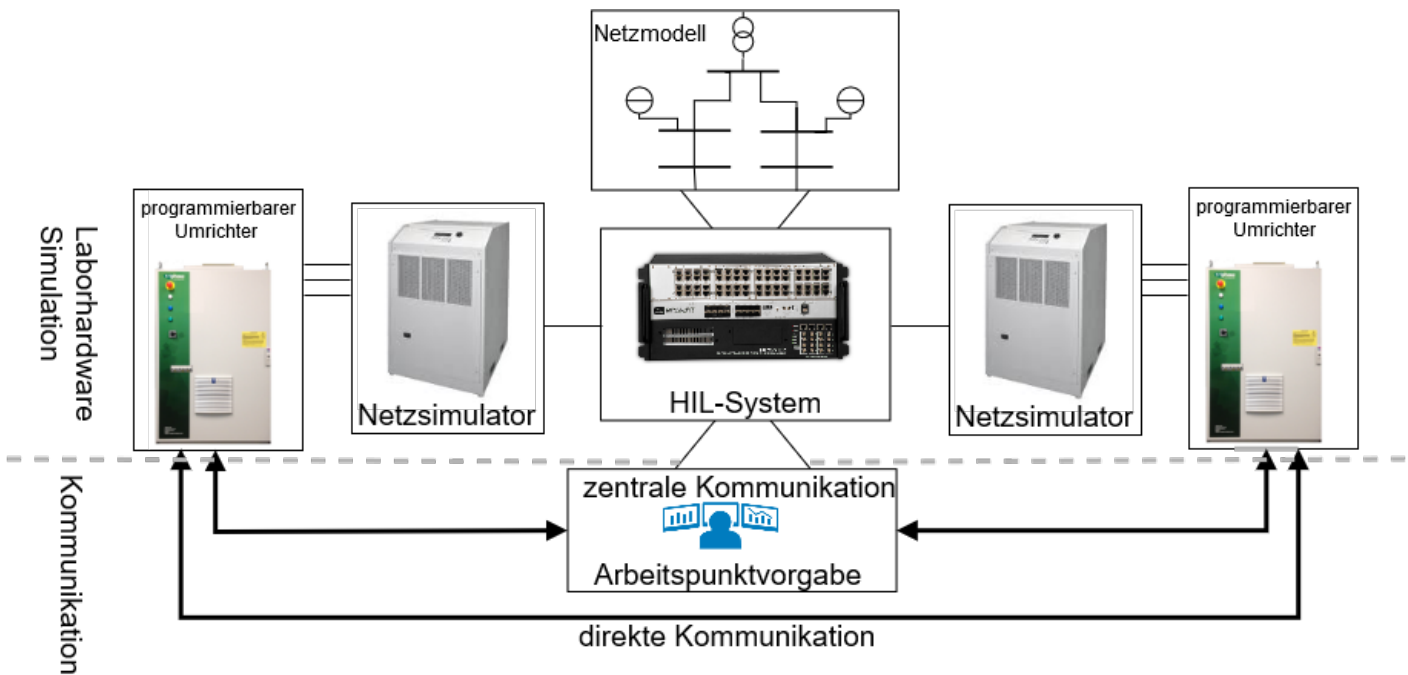 Netzmodell
programmierbarer
Umrichter
programmierbarer
Umrichter
Laborhardware
Simulation
Netzsimulator
HIL-System
Netzsimulator
Kommunikation
zentrale Kommunikation
Arbeitspunktvorgabe
direkte Kommunikation